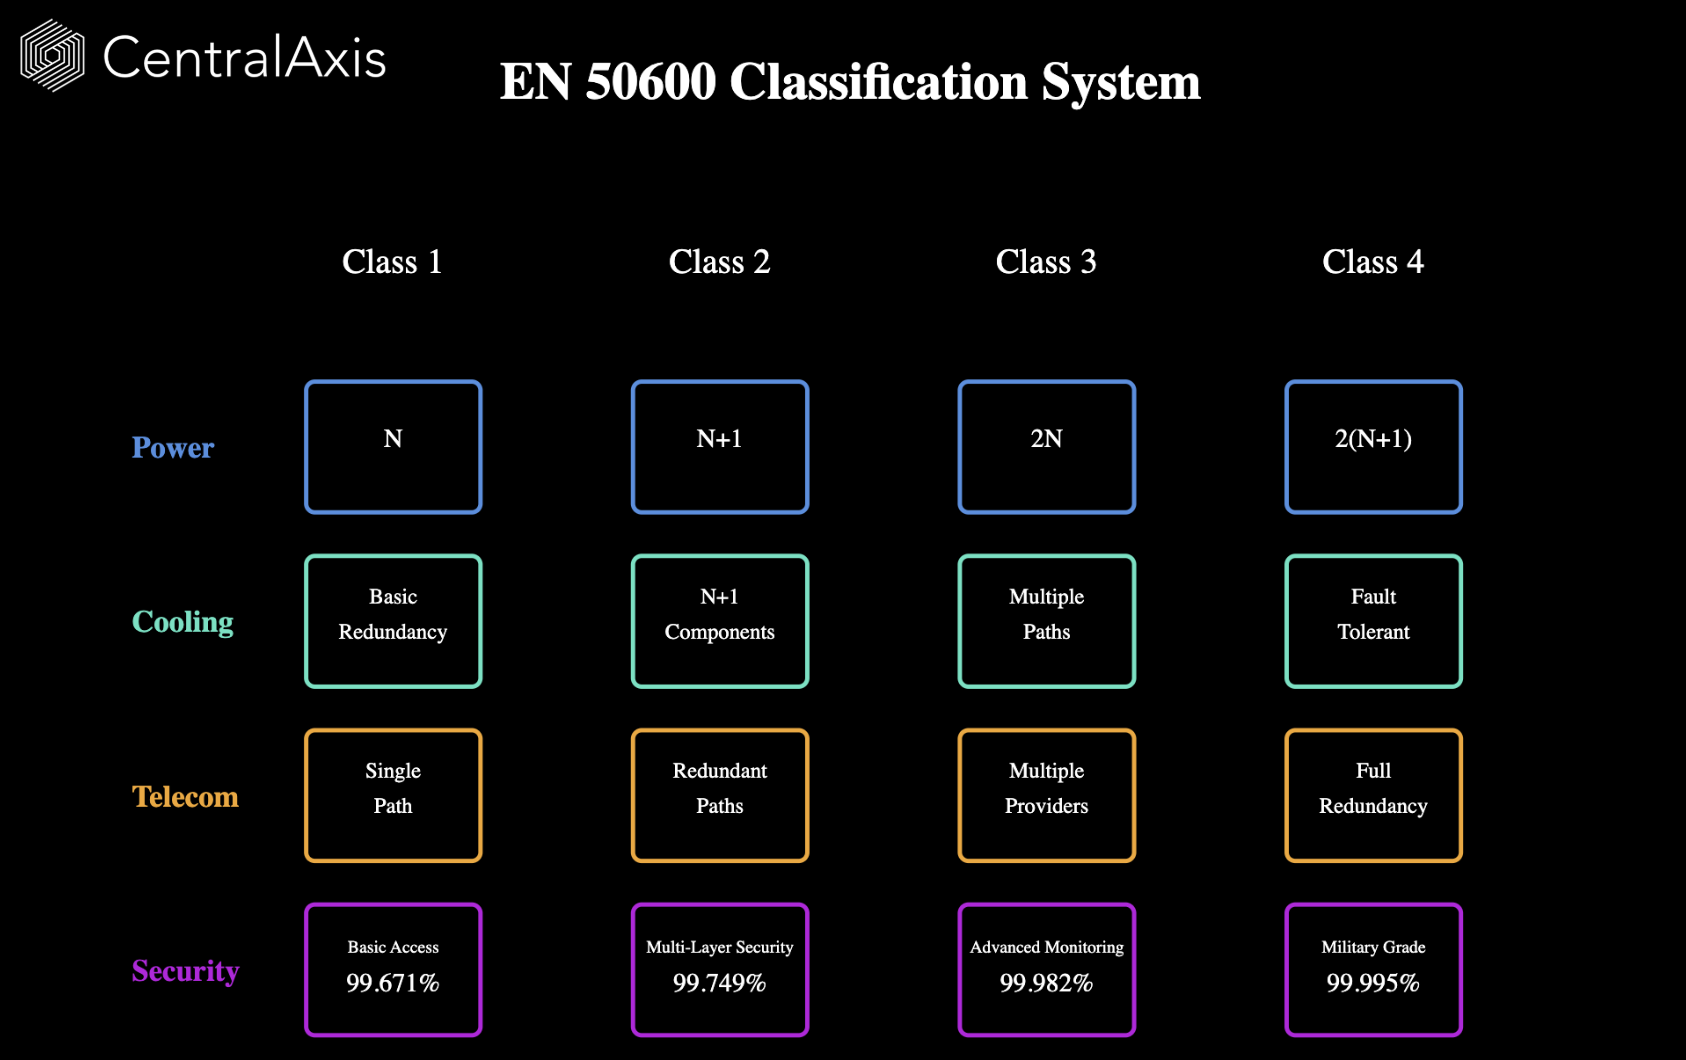 CentralAxis
EN 50600 Classification System
Class 1
Class 2
Class 3
Class 4
Power
N
N+1
2N
2(N+1)
Cooling
Basic
Redundancy
N+1
Components
Multiple
Paths
Fault
Tolerant
Telecom
Single
Path
Redundant
Paths
Multiple
Providers
Full
Redundancy
Security
Basic Access
99.671%
Multi-Layer Security
99.749%
Advanced Monitoring
99.982%
Military Grade
99.995%